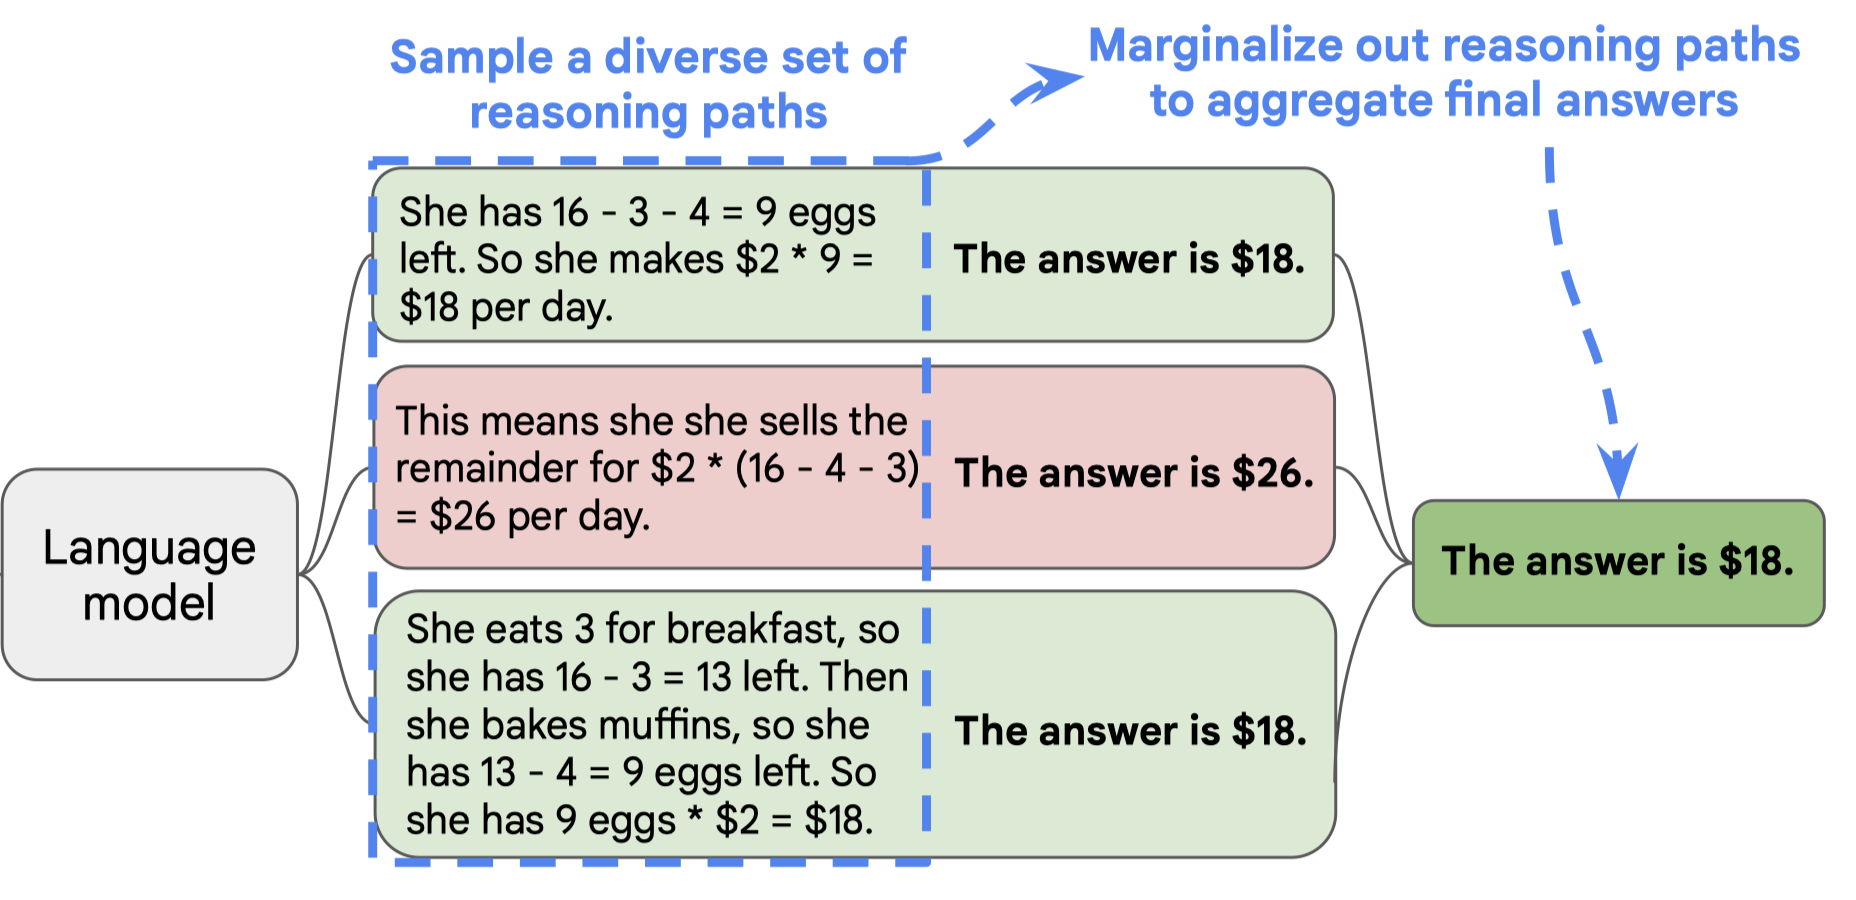 Sample a diverse set of
reasoning paths
Marginalize out reasoning paths
to aggregate final answers
Language
model
She has 16 - 3 - 4 = 9 eggs
left. So she makes $2 * 9 =
$18 per day.
The answer is $18.
This means she she sells the
remainder for $2 * (16 - 4 - 3)
= $26 per day.
The answer is $26.
She eats 3 for breakfast, so
she has 16 - 3 = 13 left. Then
she bakes muffins, so she
has 13 - 4 = 9 eggs left. So
she has 9 eggs * $2 = $18.
The answer is $18.
The answer is $18.